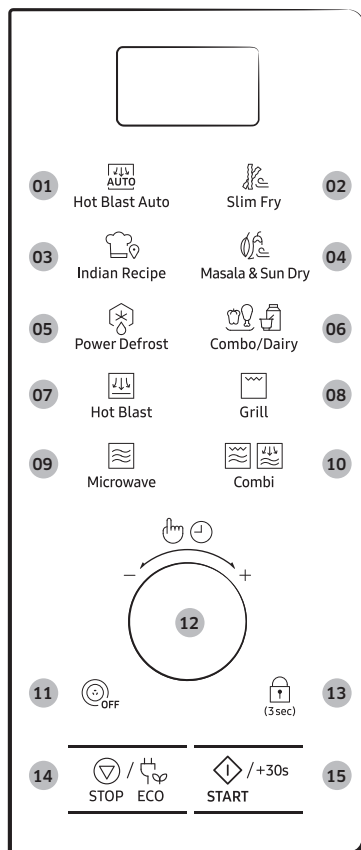 01 AUTO Hot Blast Auto
Slim Fry 02
03 Indian Recipe
Masala & Sun Dry 04
05 Power Defrost
Combo/Dairy 06
07 Hot Blast
Grill 08
09 Microwave
Combi 10
− +
12
11 OFF
(3 sec) 13
14 / STOP ECO
/+30s START 15